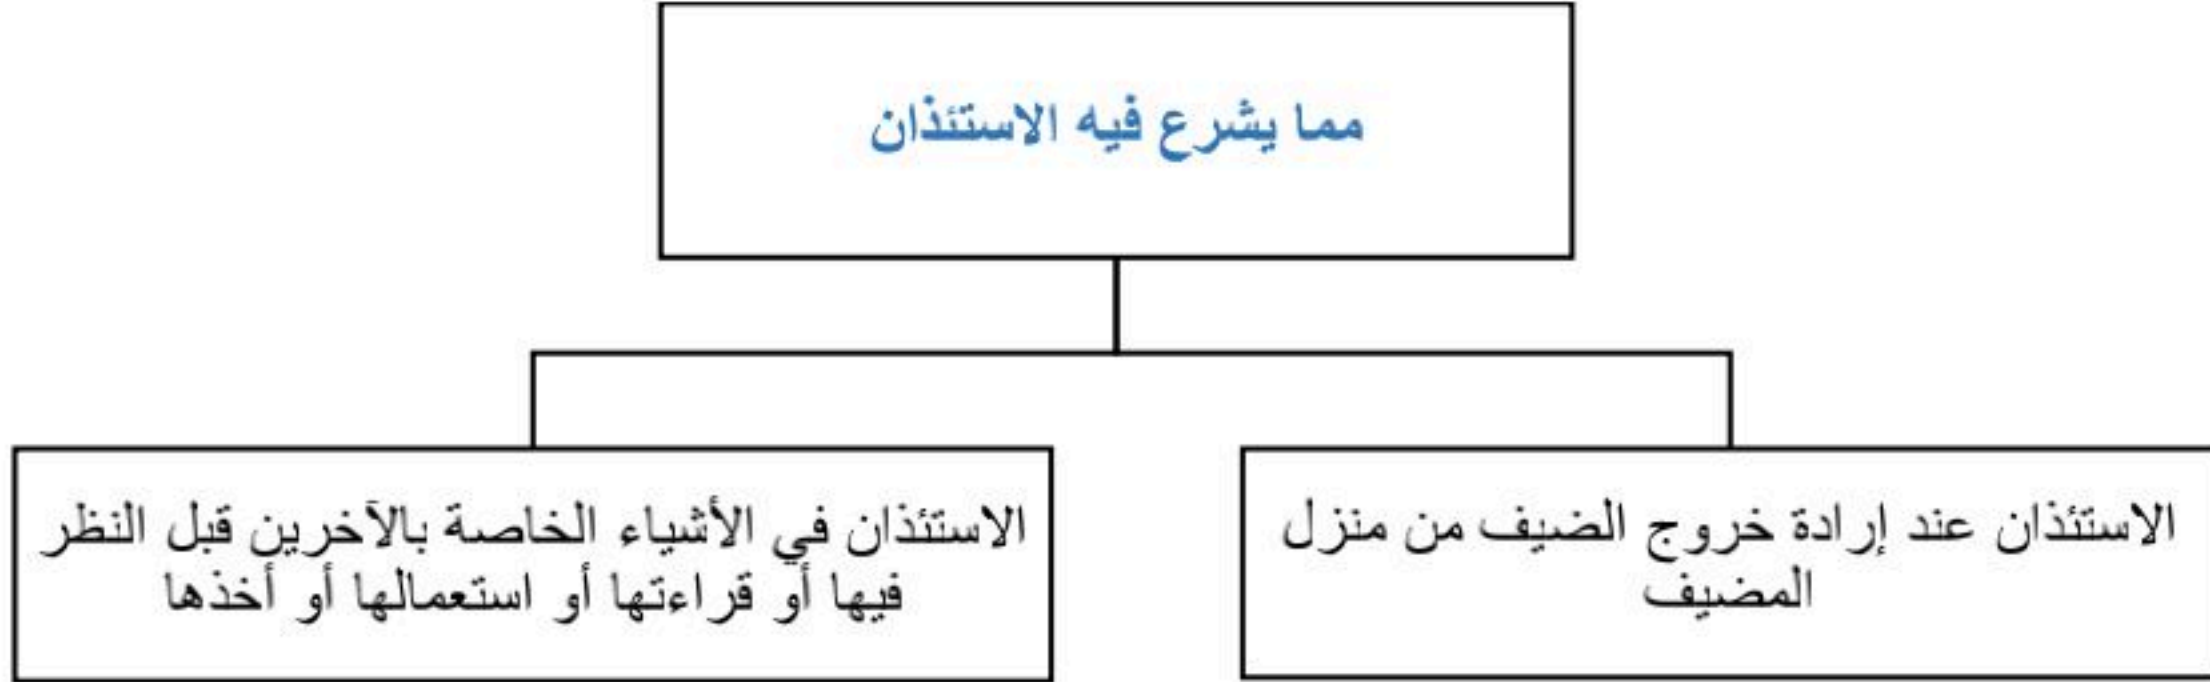 مما يشرع فيه الاستئذان
الاستئذان عند إرادة خروج الضيف من منزل
المضيف
الاستئذان في الأشياء الخاصة بالآخرين قبل النظر
فيها أو قراءتها أو استعمالها أو أخذها